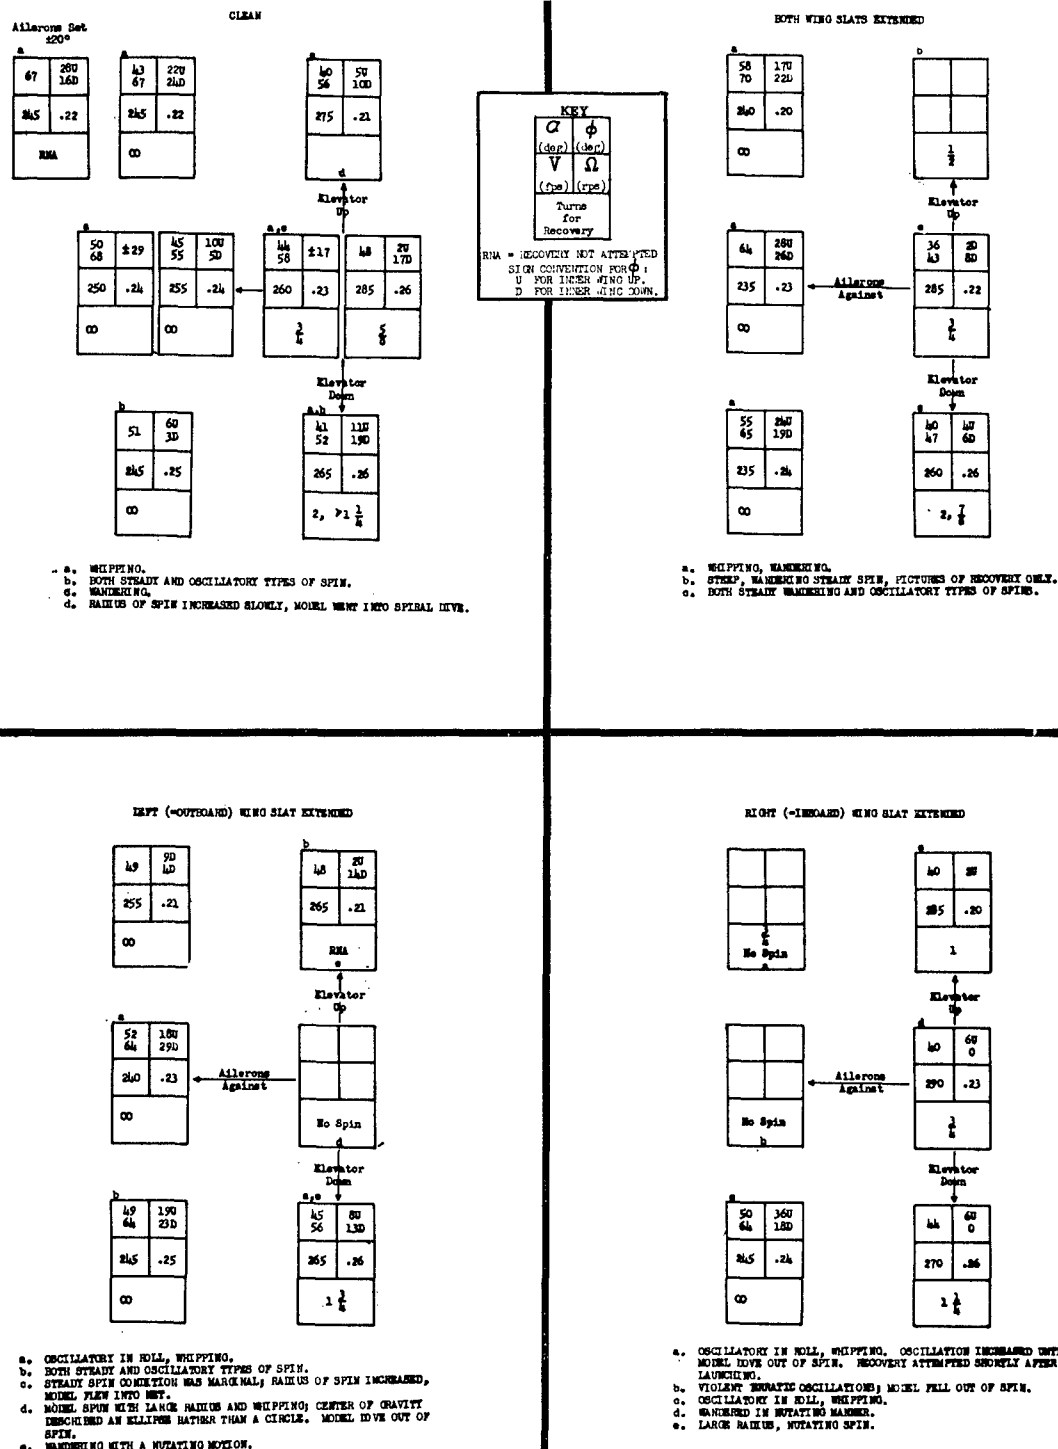 CLEAN
Ailerons Set
±20°
a
67 28U 16D
245 .22
RNA
a
43 67 22U 24D
245 .22
∞
a
40 56 5U 10D
275 .21
d
Elevator
Up
a
50 68 ±29
250 .24
∞
45 55 10U 5D
255 .24
∞
a,c
44 58 ±17
260 .23
3/4
48 2U 17D
285 .26
Elevator
Down
b
51 6U 3D
245 .25
∞
a,b
41 52 11U 19D
265 .26
2, >1 1/4
a. WHIPPING.
b. BOTH STEADY AND OSCILLATORY TYPES OF SPIN.
c. WANDERING.
d. RADIUS OF SPIN INCREASED SLOWLY, MODEL WENT INTO SPIRAL DIVE.
KEY
α ϕ
(deg) (deg)
V Ω
(fps) (rps)
Turns
for
Recovery
RNA = RECOVERY NOT ATTEMPTED
SIGN CONVENTION FOR ϕ:
U FOR INNER WING UP.
D FOR INNER WING DOWN.
BOTH WING SLATS EXTENDED
a
58 70 17U 22D
240 .20
∞
b
1/2
Elevator
Up
a
64 28U 26D
235 .23
∞
Ailerons
Against
c
36 43 2D 8D
285 .22
3/4
Elevator
Down
a
55 65 24U 19D
235 .24
∞
40 47 4U 6D
260 .26
2, 7/8
a. WHIPPING, WANDERING.
b. STEEP, WANDERING STEADY SPIN, PICTURES OF RECOVERY ONLY.
c. BOTH STEADY WANDERING AND OSCILLATORY TYPES OF SPINS.
LEFT (=OUTBOARD) WING SLAT EXTENDED
49 9D 4D
255 .21
∞
b
48 2U 14D
265 .21
RNA
Elevator
Up
a
52 64 18U 29D
240 .23
∞
Ailerons
Against
No Spin
d
Elevator
Down
b
49 64 19U 23D
245 .25
∞
a,e
45 56 8U 13D
265 .26
1 3/4
a. OSCILLATORY IN ROLL, WHIPPING.
b. BOTH STEADY AND OSCILLATORY TYPES OF SPIN.
c. STEADY SPIN CONDITION WAS MARGINAL; RADIUS OF SPIN INCREASED,
MODEL FLEW INTO NET.
d. MODEL SPUN WITH LARGE RADIUS AND WHIPPING; CENTER OF GRAVITY
DESCRIBED AN ELLIPSE RATHER THAN A CIRCLE. MODEL DOVE OUT OF
SPIN.
e. WANDERING WITH A NUTATING MOTION.
RIGHT (=INBOARD) WING SLAT EXTENDED
No Spin
a
40 2U
285 .20
1
Elevator
Up
No Spin
b
Ailerons
Against
d
40 6U 0
290 .23
Elevator
Down
50 64 36U 18D
245 .24
∞
44 6U 0
270 .26
1 1/4
a. OSCILLATORY IN ROLL, WHIPPING. OSCILLATION INCREASED UNTI
MODEL DOVE OUT OF SPIN. RECOVERY ATTEMPTED SHORTLY AFTER
LAUNCHING.
b. VIOLENT ERRATIC OSCILLATIONS; MODEL FELL OUT OF SPIN.
c. OSCILLATORY IN ROLL, WHIPPING.
d. WANDERED IN NUTATING MANNER.
e. LARGE RADIUS, NUTATING SPIN.